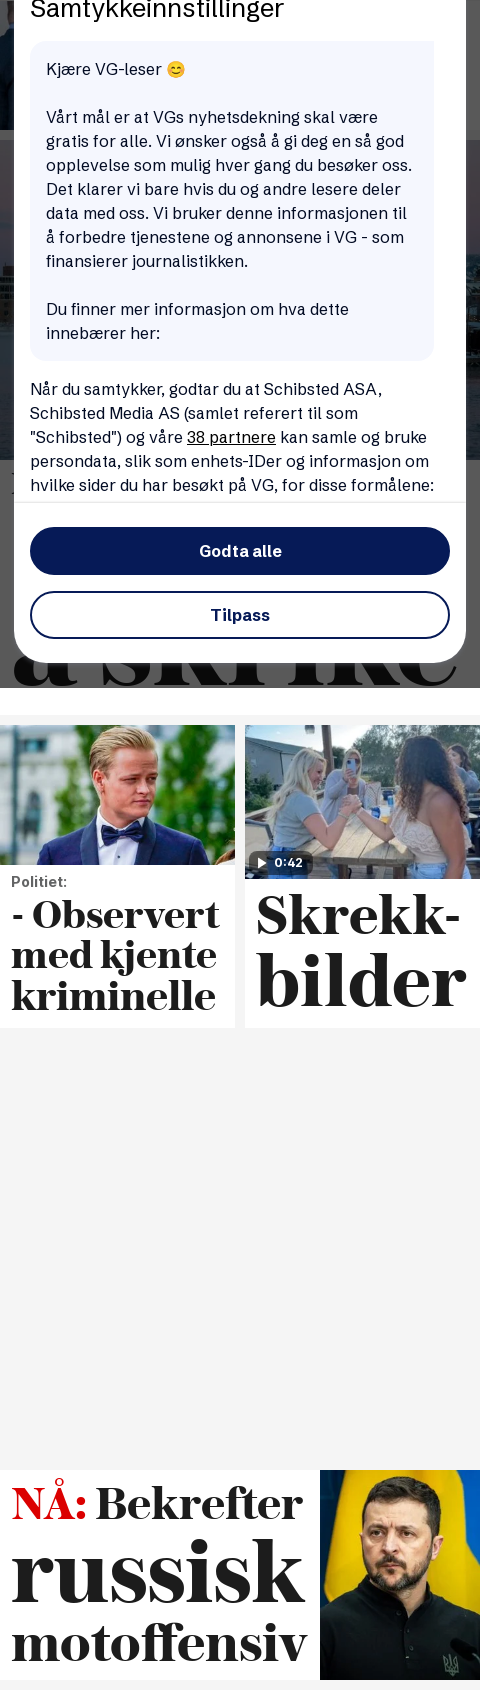 Samtykkeinnstillinger
Kjære VG-leser 😊
Vårt mål er at VGs nyhetsdekning skal være
gratis for alle. Vi ønsker også å gi deg en så god
opplevelse som mulig hver gang du besøker oss.
Det klarer vi bare hvis du og andre lesere deler
data med oss. Vi bruker denne informasjonen til
å forbedre tjenestene og annonsene i VG - som
finansierer journalistikken.
Du finner mer informasjon om hva dette
innebærer her:
Når du samtykker, godtar du at Schibsted ASA,
Schibsted Media AS (samlet referert til som
"Schibsted") og våre 38 partnere kan samle og bruke
persondata, slik som enhets-IDer og informasjon om
hvilke sider du har besøkt på VG, for disse formålene:
Godta alle
Tilpass
å skrike
0:42
Politiet:
- Observert
med kjente
kriminelle
Skrekk-
bilder
NÅ: Bekrefter
russisk
motoffensiv